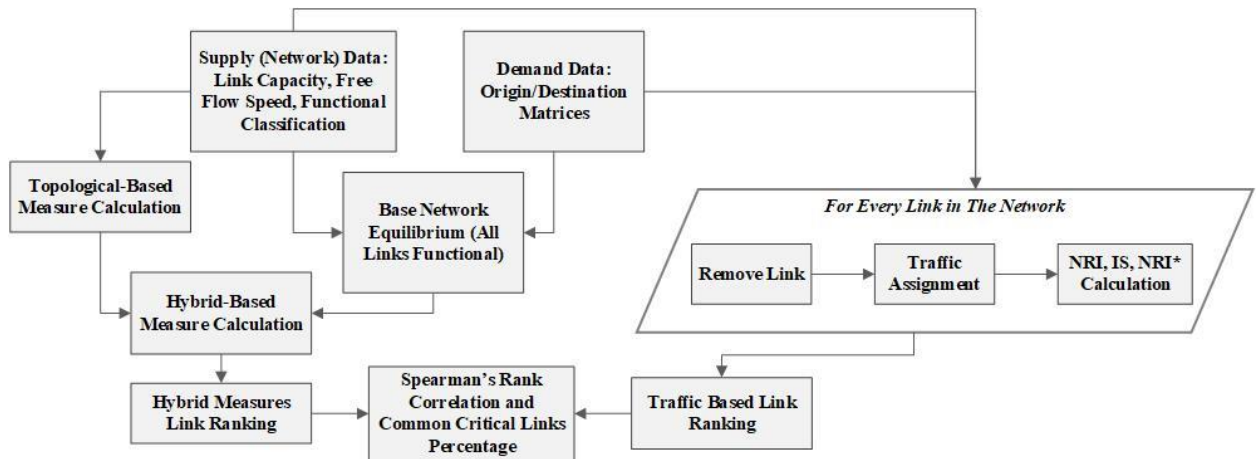 Supply (Network) Data:
Link Capacity, Free
Flow Speed, Functional
Classification
Demand Data:
Origin/Destination
Matrices
Topological-Based
Measure Calculation
Base Network
Equilibrium (All
Links Functional)
For Every Link in The Network
Remove Link
Traffic
Assignment
NRI, IS, NRI*
Calculation
Hybrid-Based
Measure Calculation
Hybrid Measures
Link Ranking
Spearman's Rank
Correlation and
Common Critical Links
Percentage
Traffic Based Link
Ranking